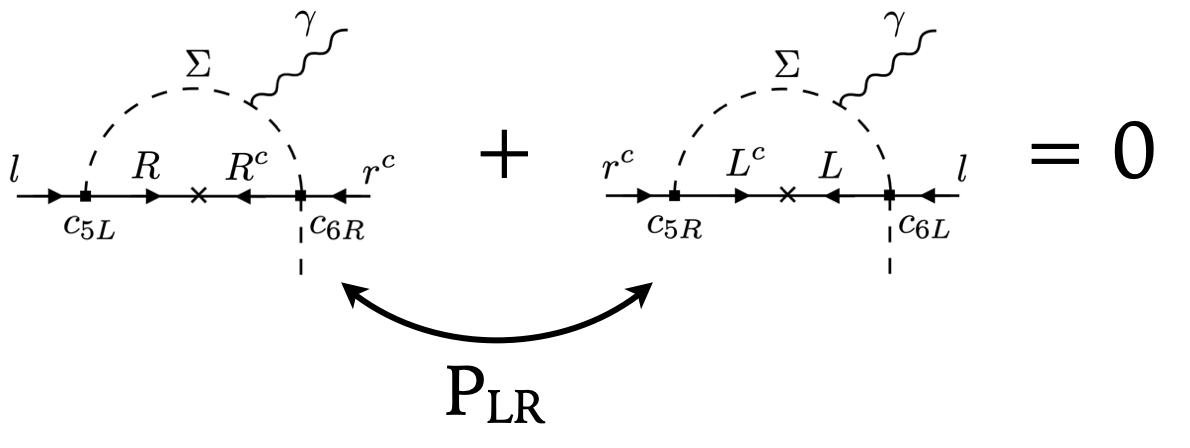 γ γ
Σ Σ
l R R^c r^c + r^c L^c L l = 0
c_{5L} c_{6R} c_{5R} c_{6L}
P_{LR}